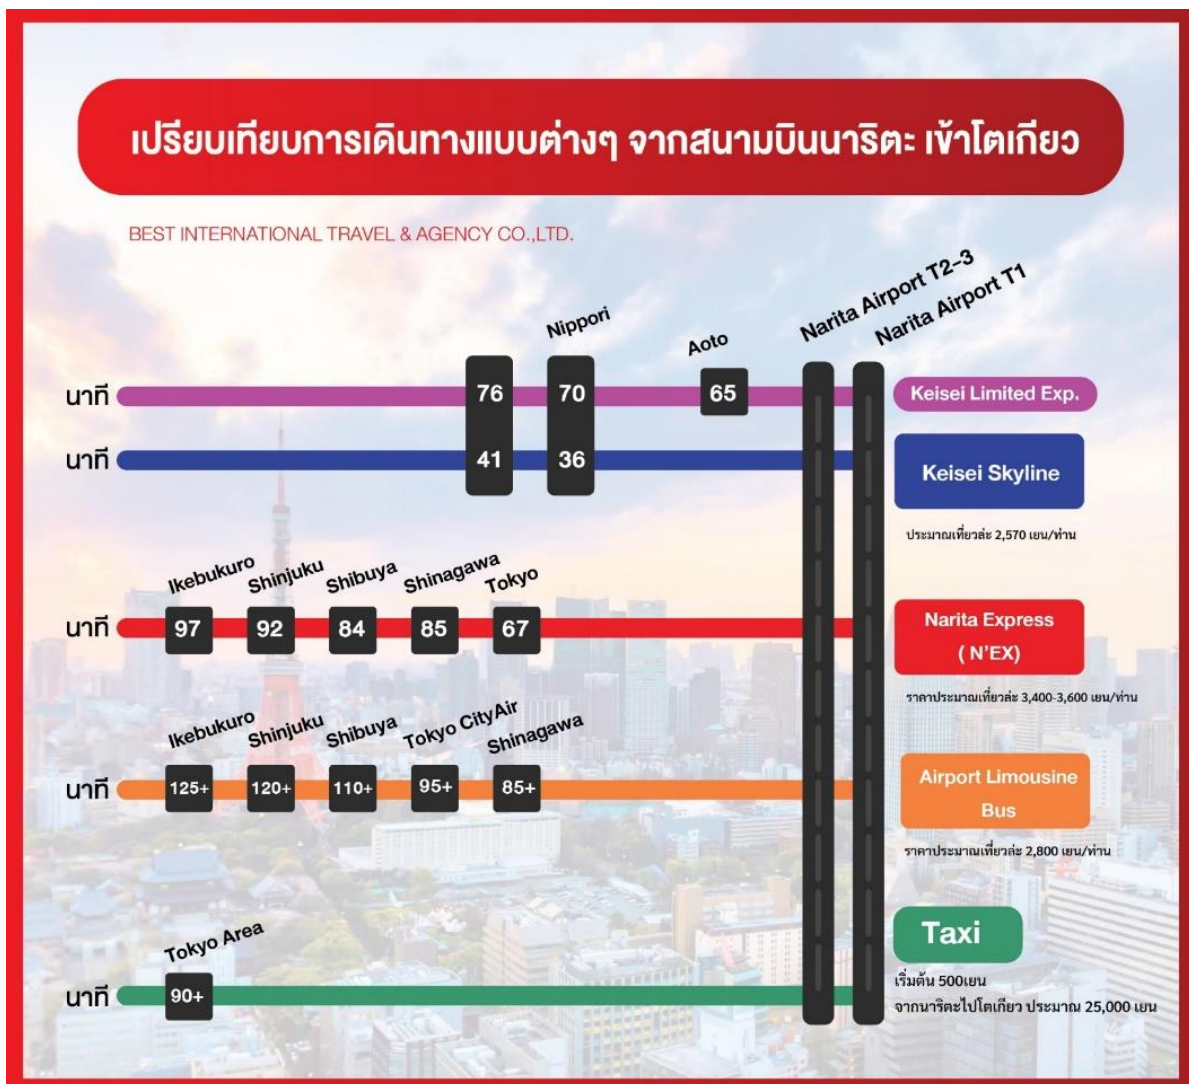 เปรียบเทียบการเดินทางแบบต่างๆ จากสนามบินนาริตะ เข้าโตเกียว
BEST INTERNATIONAL TRAVEL & AGENCY CO.,LTD.
Nippori
Aoto
Narita Airport T2-3
Narita Airport T1
นาที
76
70
65
Keisei Limited Exp.
นาที
41
36
Keisei Skyline
ประมาณเที่ยวล่ะ 2,570 เยน/ท่าน
Ikebukuro
Shinjuku
Shibuya
Shinagawa
Tokyo
นาที
97
92
84
85
67
Narita Express
( N'EX)
ราคาประมาณเที่ยวล่ะ 3,400-3,600 เยน/ท่าน
Ikebukuro
Shinjuku
Shibuya
Tokyo CityAir
Shinagawa
นาที
125+
120+
110+
95+
85+
Airport Limousine
Bus
ราคาประมาณเที่ยวล่ะ 2,800 เยน/ท่าน
Tokyo Area
นาที
90+
Taxi
เริ่มต้น 500เยน
จากนาริตะไปโตเกียว ประมาณ 25,000 เยน